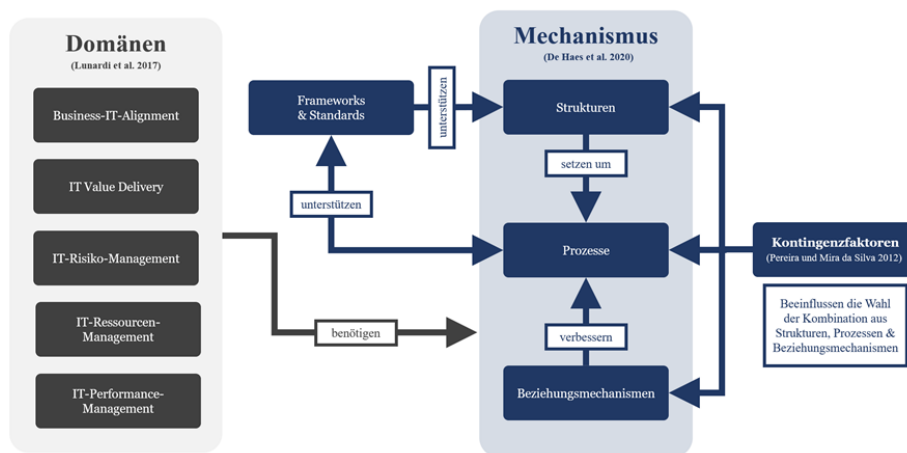 Domänen
(Lunardi et al. 2017)
Business-IT-Alignment
IT Value Delivery
IT-Risiko-Management
IT-Ressourcen-
Management
IT-Performance-
Management
benötigen
Frameworks
& Standards
unterstützen
unterstützen
Mechanismus
(De Haes et al. 2020)
Strukturen
setzen um
Prozesse
verbessern
Beziehungsmechanismen
Kontingenzfaktoren
(Pereira und Mira da Silva 2012)
Beeinflussen die Wahl
der Kombination aus
Strukturen, Prozessen &
Beziehungsmechanismen